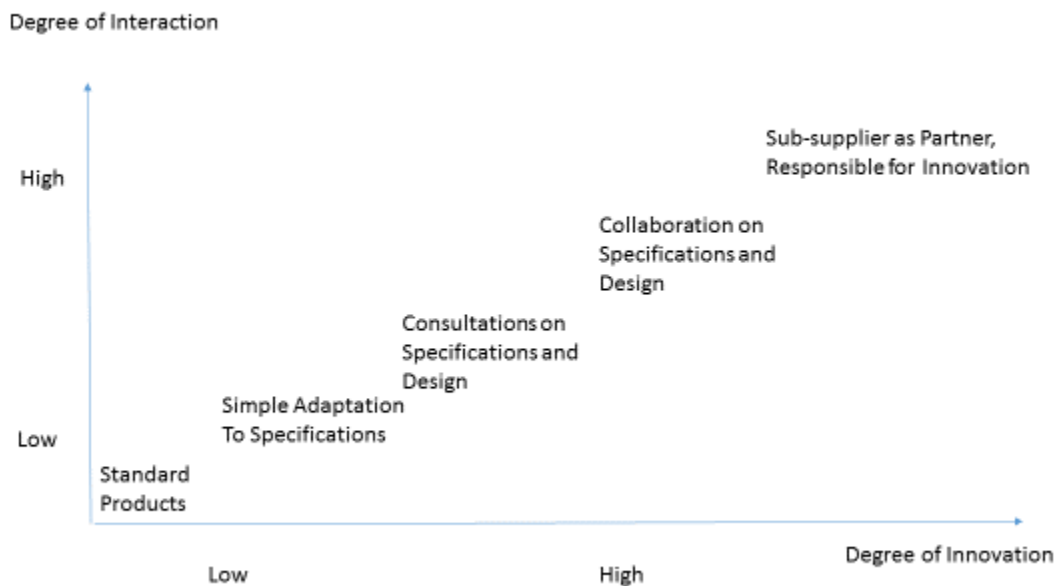 Degree of Interaction
Sub-supplier as Partner,
Responsible for Innovation
High
Collaboration on
Specifications and
Design
Consultations on
Specifications and
Design
Simple Adaptation
To Specifications
Low
Standard
Products
Degree of Innovation
Low
High